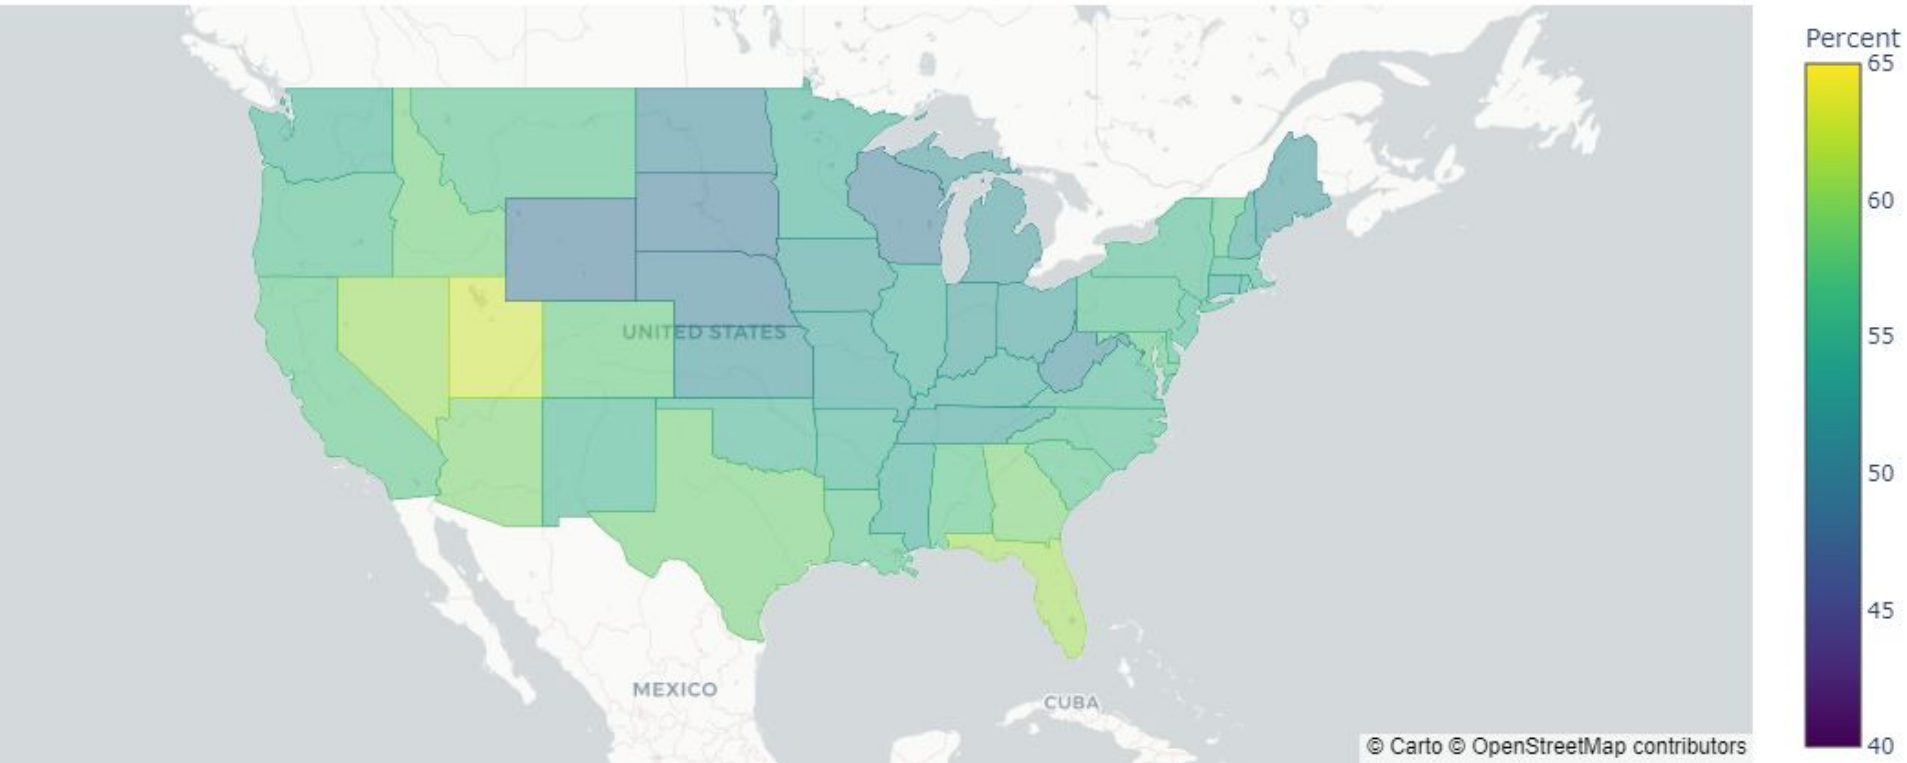 Percent
65
60
55
50
45
40
UNITED STATES
MEXICO
CUBA
© Carto © OpenStreetMap contributors